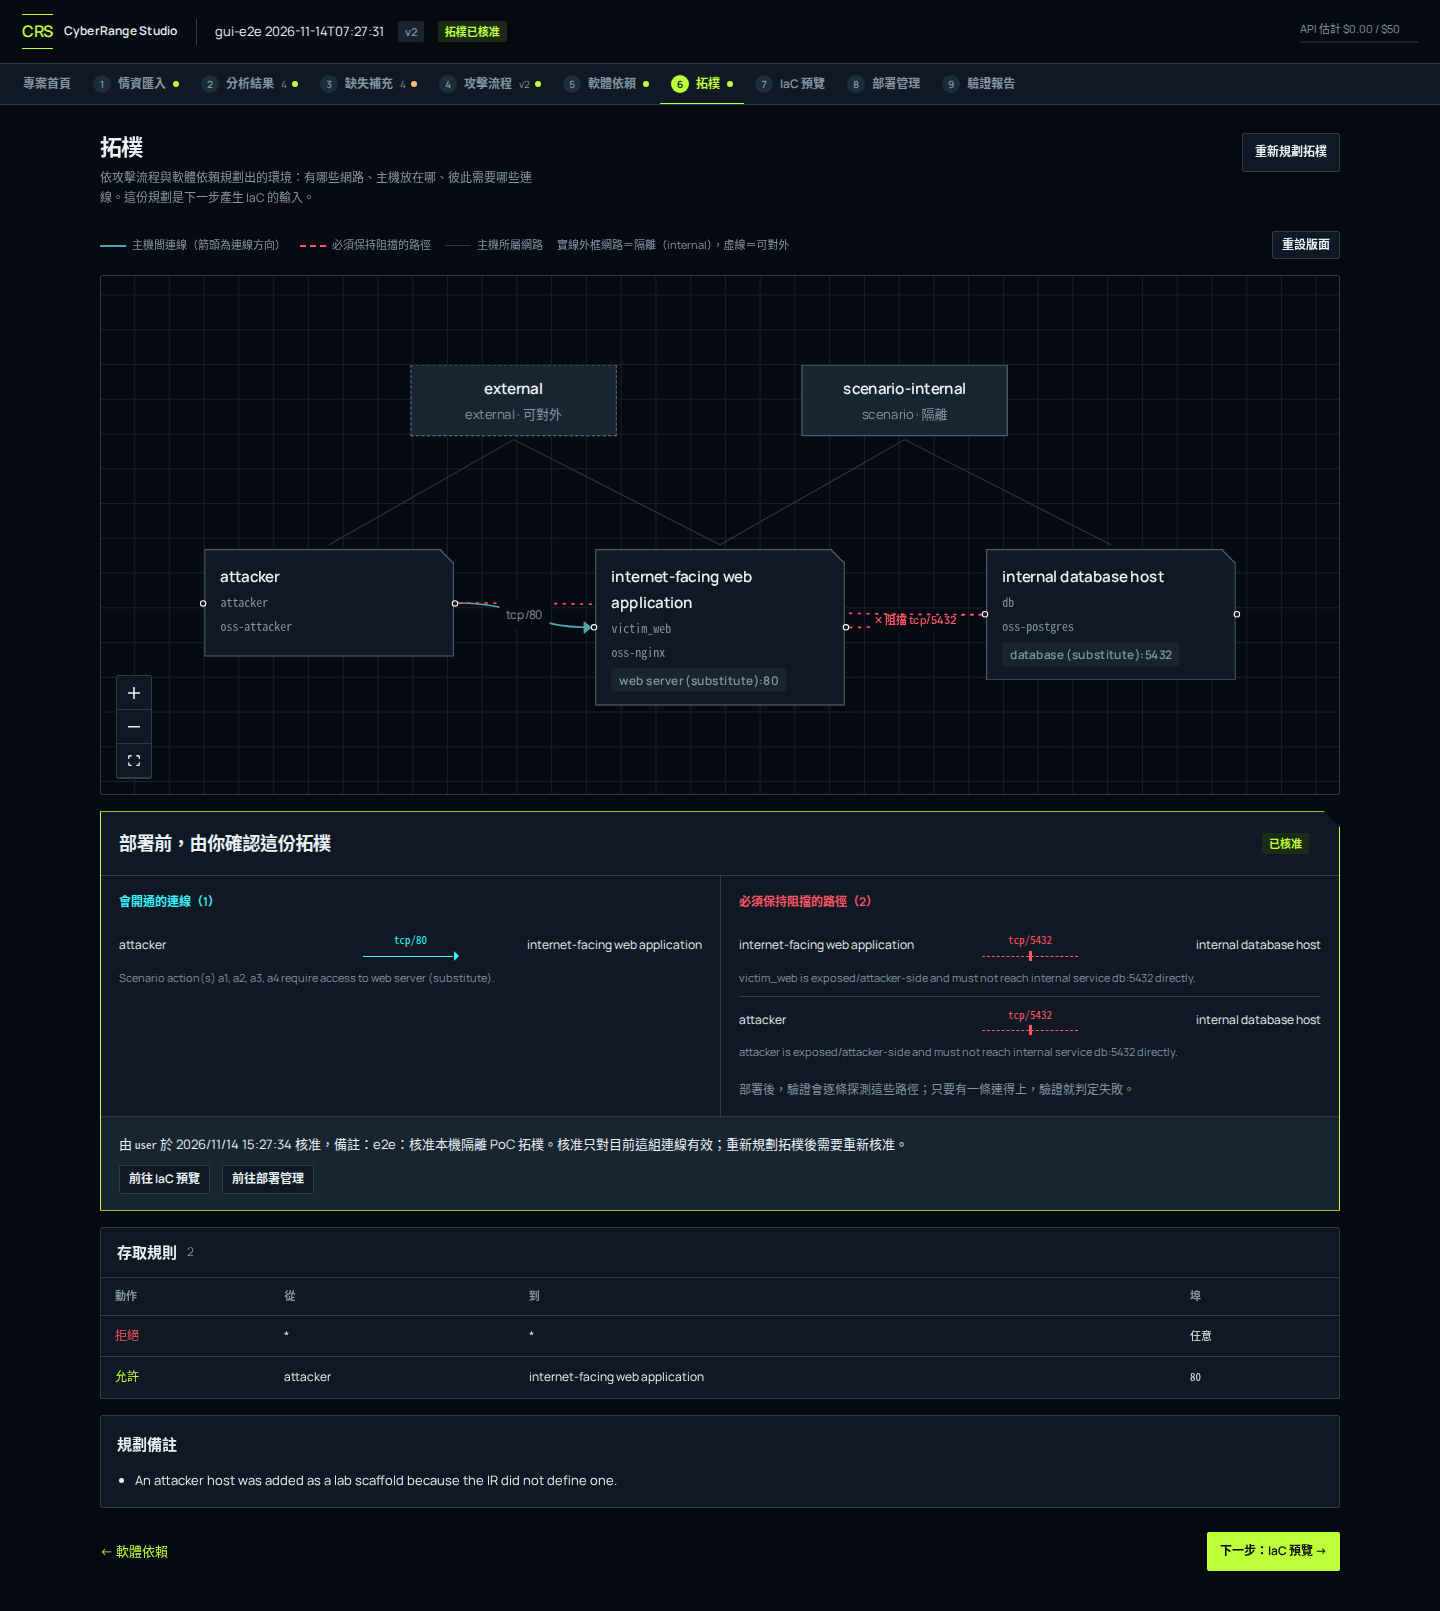 CRS CyberRange Studio gui-e2e 2026-11-14T07:27:31 v2 拓樸已核准 API 估計 $0.00 / $50
專案首頁 1 情資匯入 2 分析結果 4 3 缺失補充 4 4 攻擊流程 v2 5 軟體依賴 6 拓樸 7 IaC 預覽 8 部署管理 9 驗證報告
拓樸
重新規劃拓樸
依攻擊流程與軟體依賴規劃出的環境：有哪些網路、主機放在哪、彼此需要哪些連
線。這份規劃是下一步產生 IaC 的輸入。
主機間連線（箭頭為連線方向） 必須保持阻擋的路徑 主機所屬網路 實線外框網路＝隔離（internal），虛線＝可對外
重設版面
external
external · 可對外
scenario-internal
scenario · 隔離
attacker
attacker
oss-attacker
tcp/80
internet-facing web
application
victim_web
oss-nginx
web server (substitute):80
✕ 阻擋 tcp/5432
internal database host
db
oss-postgres
database (substitute):5432
部署前，由你確認這份拓樸
已核准
會開通的連線（1）
attacker tcp/80 internet-facing web application
Scenario action(s) a1, a2, a3, a4 require access to web server (substitute).
必須保持阻擋的路徑（2）
internet-facing web application tcp/5432 internal database host
victim_web is exposed/attacker-side and must not reach internal service db:5432 directly.
attacker tcp/5432 internal database host
attacker is exposed/attacker-side and must not reach internal service db:5432 directly.
部署後，驗證會逐條探測這些路徑；只要有一條連得上，驗證就判定失敗。
由 user 於 2026/11/14 15:27:34 核准，備註：e2e：核准本機隔離 PoC 拓樸。核准只對目前這組連線有效；重新規劃拓樸後需要重新核准。
前往 IaC 預覽 前往部署管理
存取規則 2
動作 從 到 埠
拒絕 * * 任意
允許 attacker internet-facing web application 80
規劃備註
• An attacker host was added as a lab scaffold because the IR did not define one.
← 軟體依賴
下一步：IaC 預覽 →